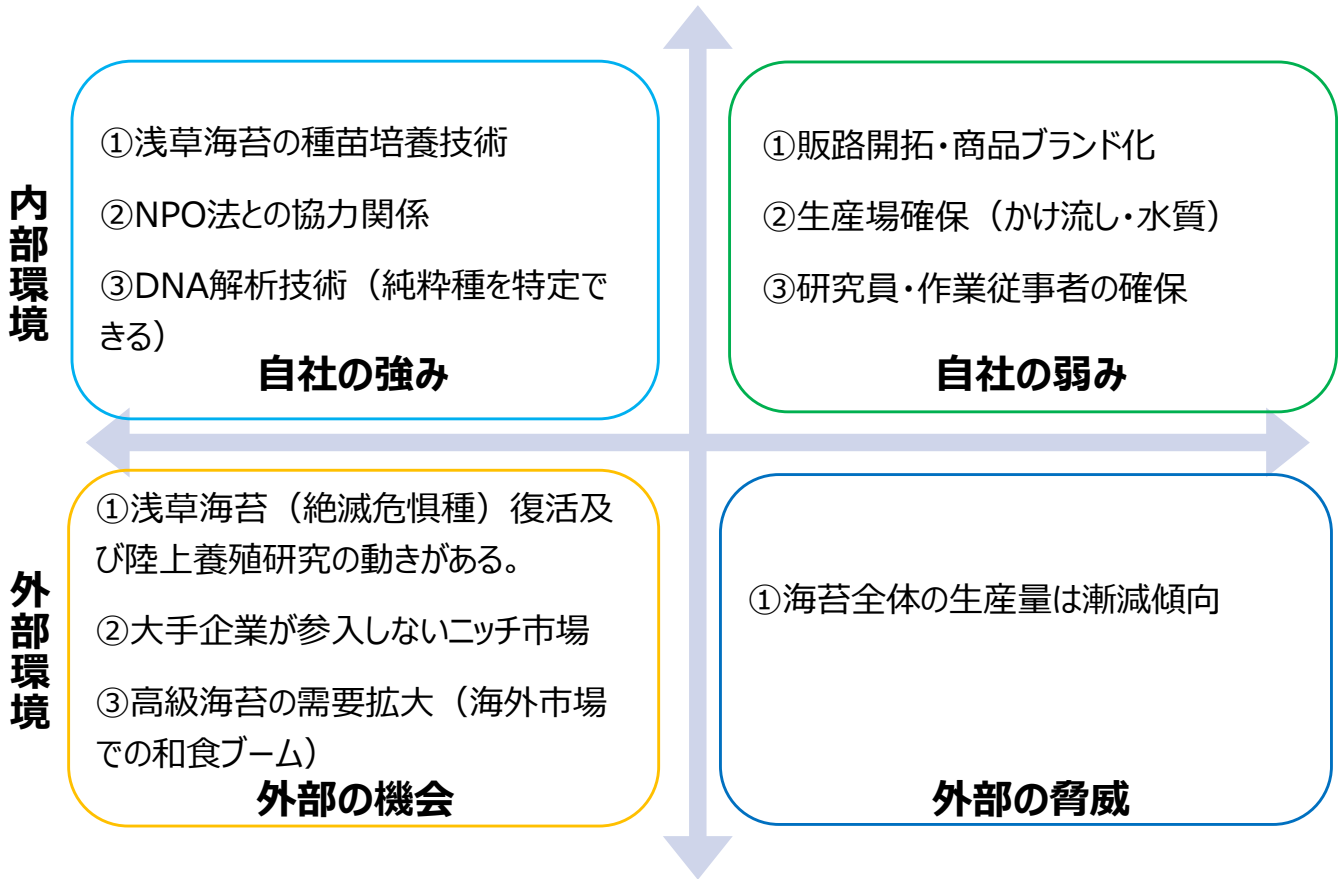 内部環境
①浅草海苔の種苗培養技術
②NPO法との協力関係
③DNA解析技術（純粋種を特定で
きる）
自社の強み
①販路開拓・商品ブランド化
②生産場確保（かけ流し・水質）
③研究員・作業従事者の確保
自社の弱み
外部環境
①浅草海苔（絶滅危惧種）復活及
び陸上養殖研究の動きがある。
②大手企業が参入しないニッチ市場
③高級海苔の需要拡大（海外市場
での和食ブーム）
外部の機会
①海苔全体の生産量は漸減傾向
外部の脅威